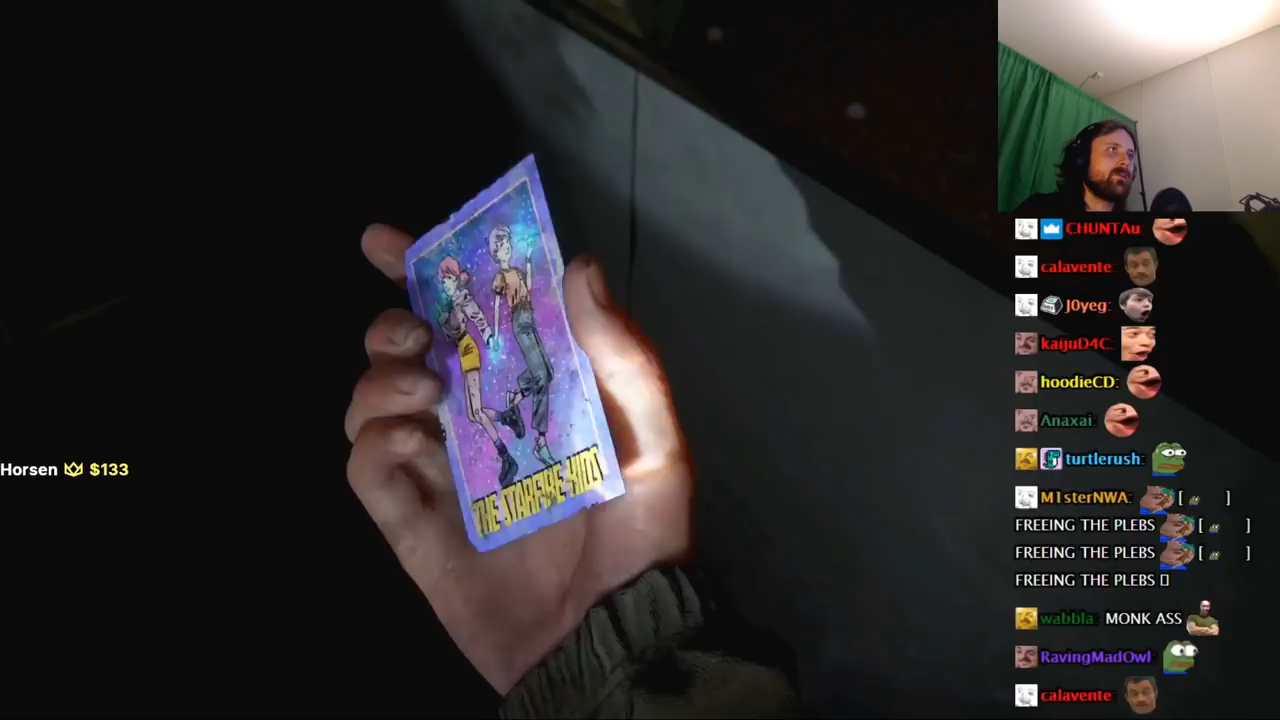 THE STARFIRE KIDS
Horsen $133
CHUNTAu:
calavente:
J0yeg:
kaijuD4C:
hoodieCD:
Anaxai:
turtlerush:
M1sterNWA: [ ]
FREEING THE PLEBS [ ]
FREEING THE PLEBS [ ]
FREEING THE PLEBS
wabbla: MONK ASS
RavingMadOwl:
calavente: